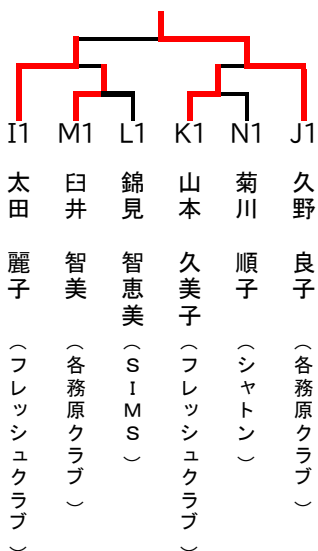 I1 M1 L1 K1 N1 J1
太田 麗子 （フレッシュクラブ）
臼井 智美 （各務原クラブ）
錦見 智恵美 （ＳＩＭＳ）
山本 久美子 （フレッシュクラブ）
菊川 順子 （シャトン）
久野 良子 （各務原クラブ）